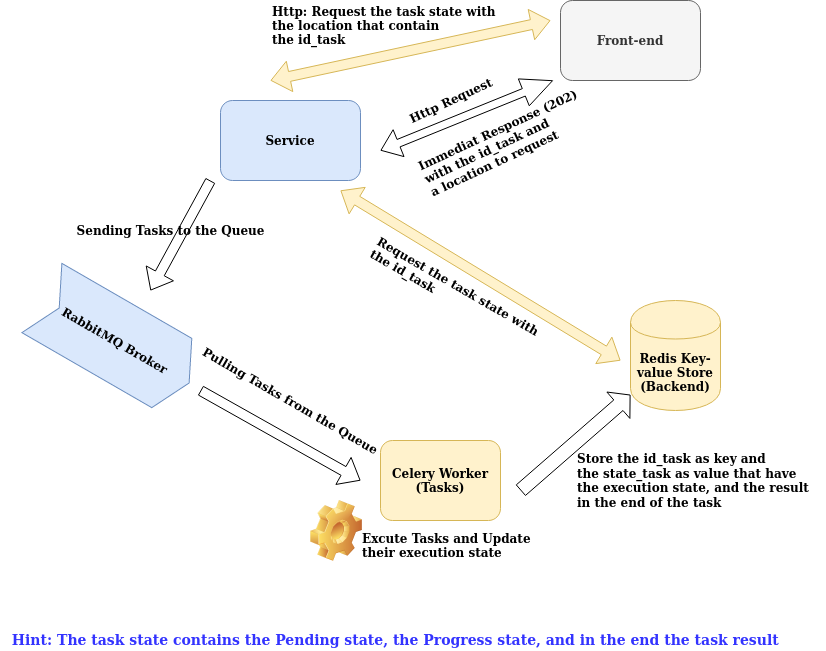 Http: Request the task state with
the location that contain
the id_task
Front-end
Http Request
Immediat Response (202)
with the id_task and
a location to request
Service
Sending Tasks to the Queue
Request the task state with
the id_task
RabbitMQ Broker
Pulling Tasks from the Queue
Redis Key-
value Store
(Backend)
Celery Worker
(Tasks)
Store the id_task as key and
the state_task as value that have
the execution state, and the result
in the end of the task
Excute Tasks and Update
their execution state
Hint: The task state contains the Pending state, the Progress state, and in the end the task result